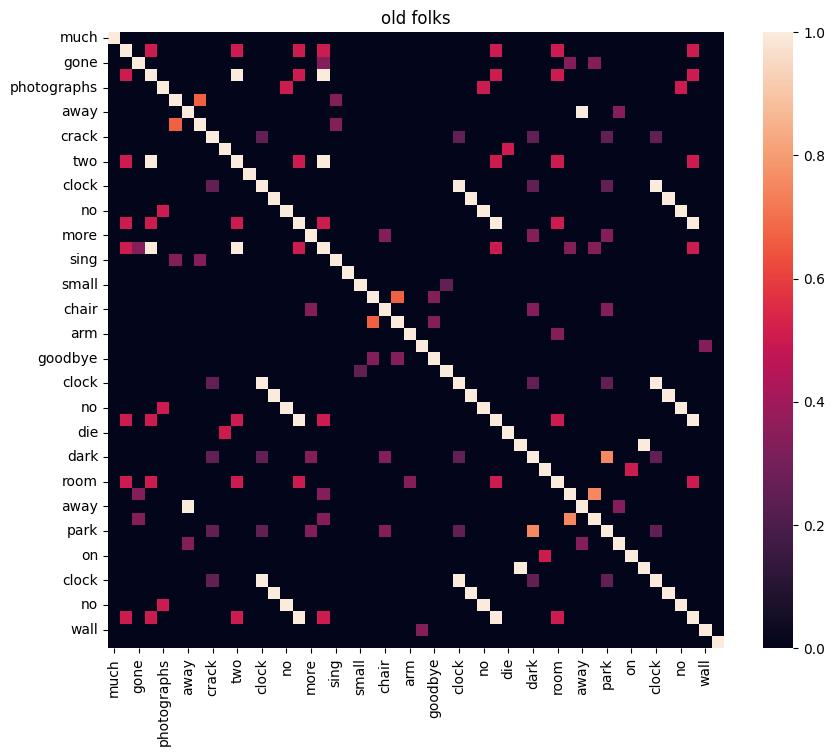 old folks
much
gone
photographs
away
crack
two
clock
no
more
sing
small
chair
arm
goodbye
clock
no
die
dark
room
away
park
on
clock
no
wall
1.0
0.8
0.6
0.4
0.2
0.0
much gone photographs away crack two clock no more sing small chair arm goodbye clock no die dark room away park on clock no wall